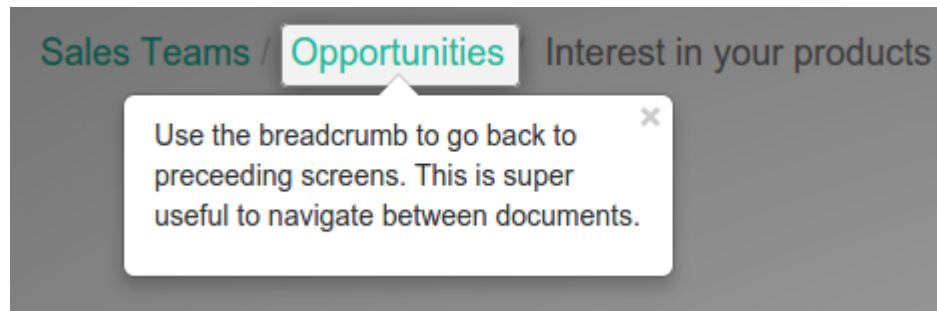 Sales Teams / Opportunities / Interest in your products
Use the breadcrumb to go back to
preceeding screens. This is super
useful to navigate between documents.